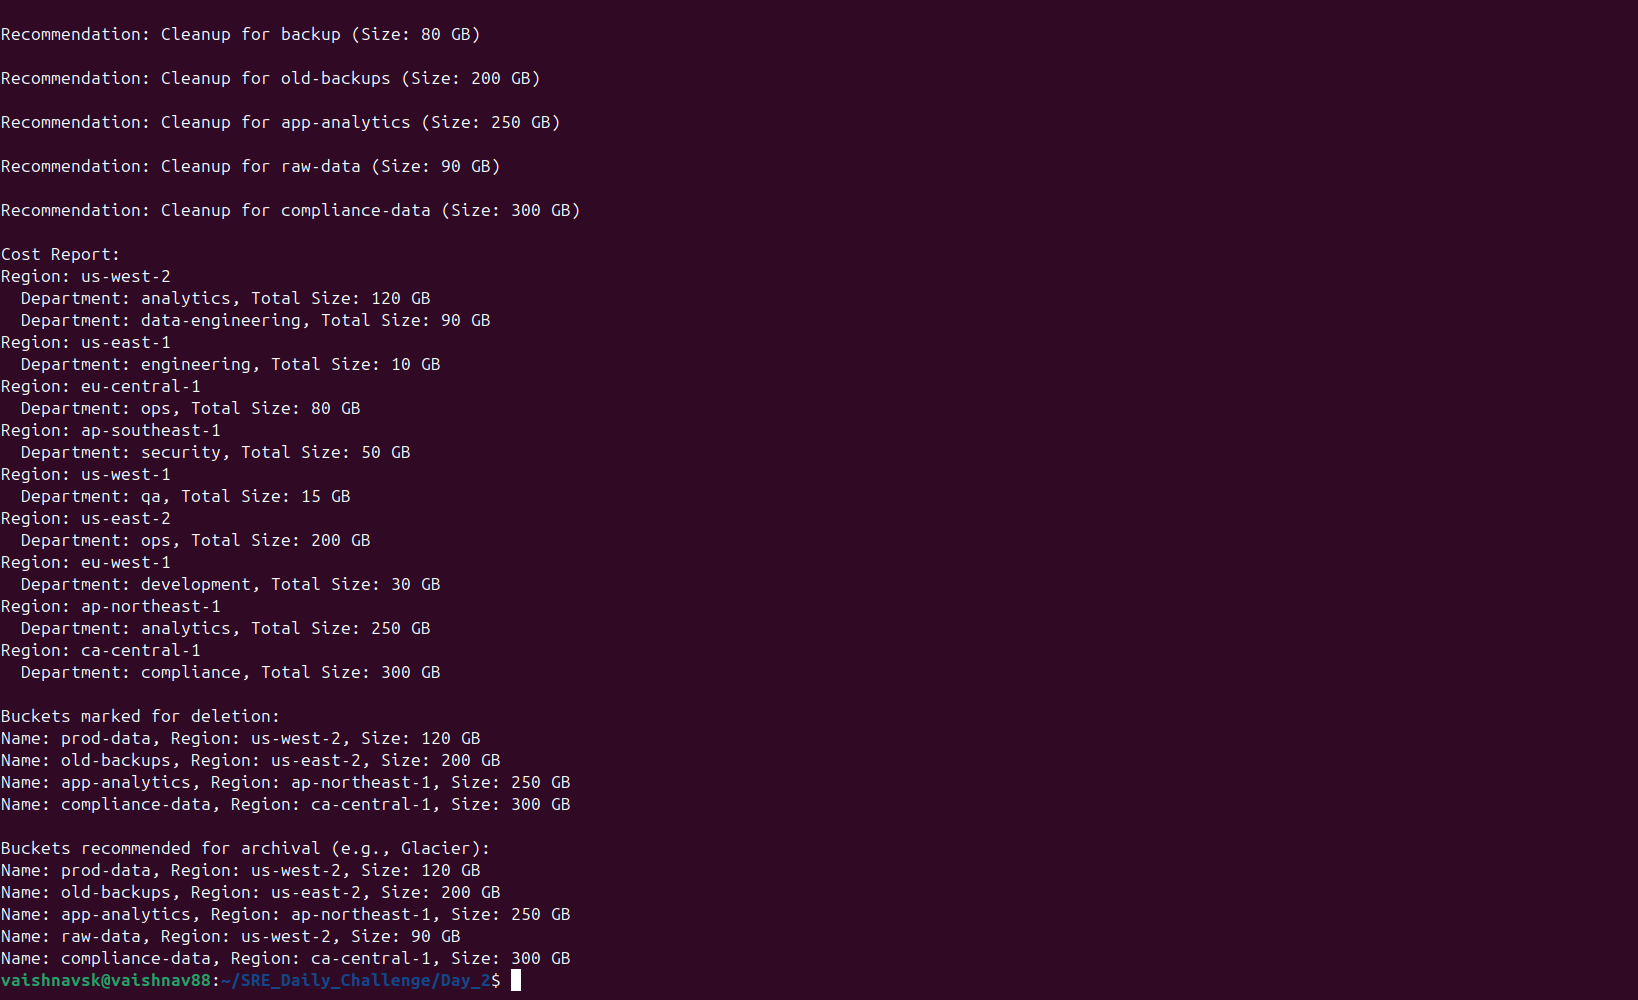 Recommendation: Cleanup for backup (Size: 80 GB)
Recommendation: Cleanup for old-backups (Size: 200 GB)
Recommendation: Cleanup for app-analytics (Size: 250 GB)
Recommendation: Cleanup for raw-data (Size: 90 GB)
Recommendation: Cleanup for compliance-data (Size: 300 GB)
Cost Report:
Region: us-west-2
  Department: analytics, Total Size: 120 GB
  Department: data-engineering, Total Size: 90 GB
Region: us-east-1
  Department: engineering, Total Size: 10 GB
Region: eu-central-1
  Department: ops, Total Size: 80 GB
Region: ap-southeast-1
  Department: security, Total Size: 50 GB
Region: us-west-1
  Department: qa, Total Size: 15 GB
Region: us-east-2
  Department: ops, Total Size: 200 GB
Region: eu-west-1
  Department: development, Total Size: 30 GB
Region: ap-northeast-1
  Department: analytics, Total Size: 250 GB
Region: ca-central-1
  Department: compliance, Total Size: 300 GB
Buckets marked for deletion:
Name: prod-data, Region: us-west-2, Size: 120 GB
Name: old-backups, Region: us-east-2, Size: 200 GB
Name: app-analytics, Region: ap-northeast-1, Size: 250 GB
Name: compliance-data, Region: ca-central-1, Size: 300 GB
Buckets recommended for archival (e.g., Glacier):
Name: prod-data, Region: us-west-2, Size: 120 GB
Name: old-backups, Region: us-east-2, Size: 200 GB
Name: app-analytics, Region: ap-northeast-1, Size: 250 GB
Name: raw-data, Region: us-west-2, Size: 90 GB
Name: compliance-data, Region: ca-central-1, Size: 300 GB
vaishnavsk@vaishnav88:~/SRE_Daily_Challenge/Day_2$